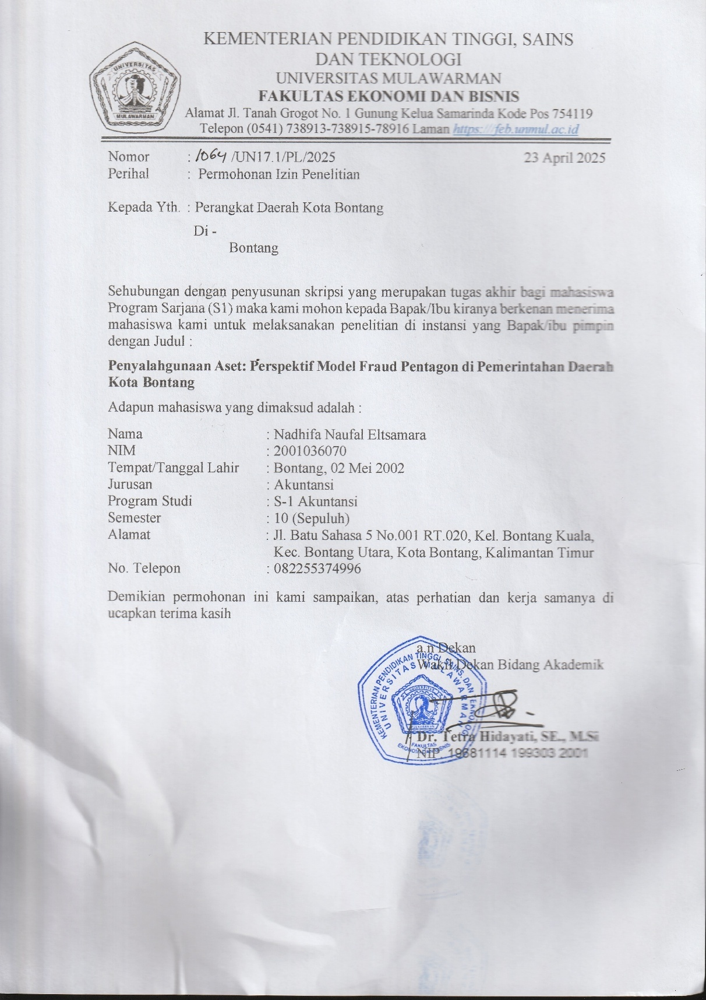 KEMENTERIAN PENDIDIKAN TINGGI, SAINS
DAN TEKNOLOGI
UNIVERSITAS MULAWARMAN
FAKULTAS EKONOMI DAN BISNIS
Alamat Jl. Tanah Grogot No. 1 Gunung Kelua Samarinda Kode Pos 754119
Telepon (0541) 738913-738915-78916 Laman https:///feb.unmul.ac.id
UNIVERSITAS
MULAWARMAN
Nomor : 1064 /UN17.1/PL/2025 23 April 2025
Perihal : Permohonan Izin Penelitian
Kepada Yth. : Perangkat Daerah Kota Bontang
Di -
Bontang
Sehubungan dengan penyusunan skripsi yang merupakan tugas akhir bagi mahasiswa
Program Sarjana (S1) maka kami mohon kepada Bapak/Ibu kiranya berkenan menerima
mahasiswa kami untuk melaksanakan penelitian di instansi yang Bapak/ibu pimpin
dengan Judul :
Penyalahgunaan Aset: Perspektif Model Fraud Pentagon di Pemerintahan Daerah
Kota Bontang
Adapun mahasiswa yang dimaksud adalah :
Nama : Nadhifa Naufal Eltsamara
NIM : 2001036070
Tempat/Tanggal Lahir : Bontang, 02 Mei 2002
Jurusan : Akuntansi
Program Studi : S-1 Akuntansi
Semester : 10 (Sepuluh)
Alamat : Jl. Batu Sahasa 5 No.001 RT.020, Kel. Bontang Kuala,
Kec. Bontang Utara, Kota Bontang, Kalimantan Timur
No. Telepon : 082255374996
Demikian permohonan ini kami sampaikan, atas perhatian dan kerja samanya di
ucapkan terima kasih
a.n Dekan
Wakil Dekan Bidang Akademik
KEMENTERIAN PENDIDIKAN TINGGI, SAINS, DAN TEKNOLOGI
UNIVERSITAS MULAWARMAN
FAKULTAS
EKONOMI DAN BISNIS
Dr. Tetra Hidayati, SE., M.Si
NIP. 19681114 199303 2001